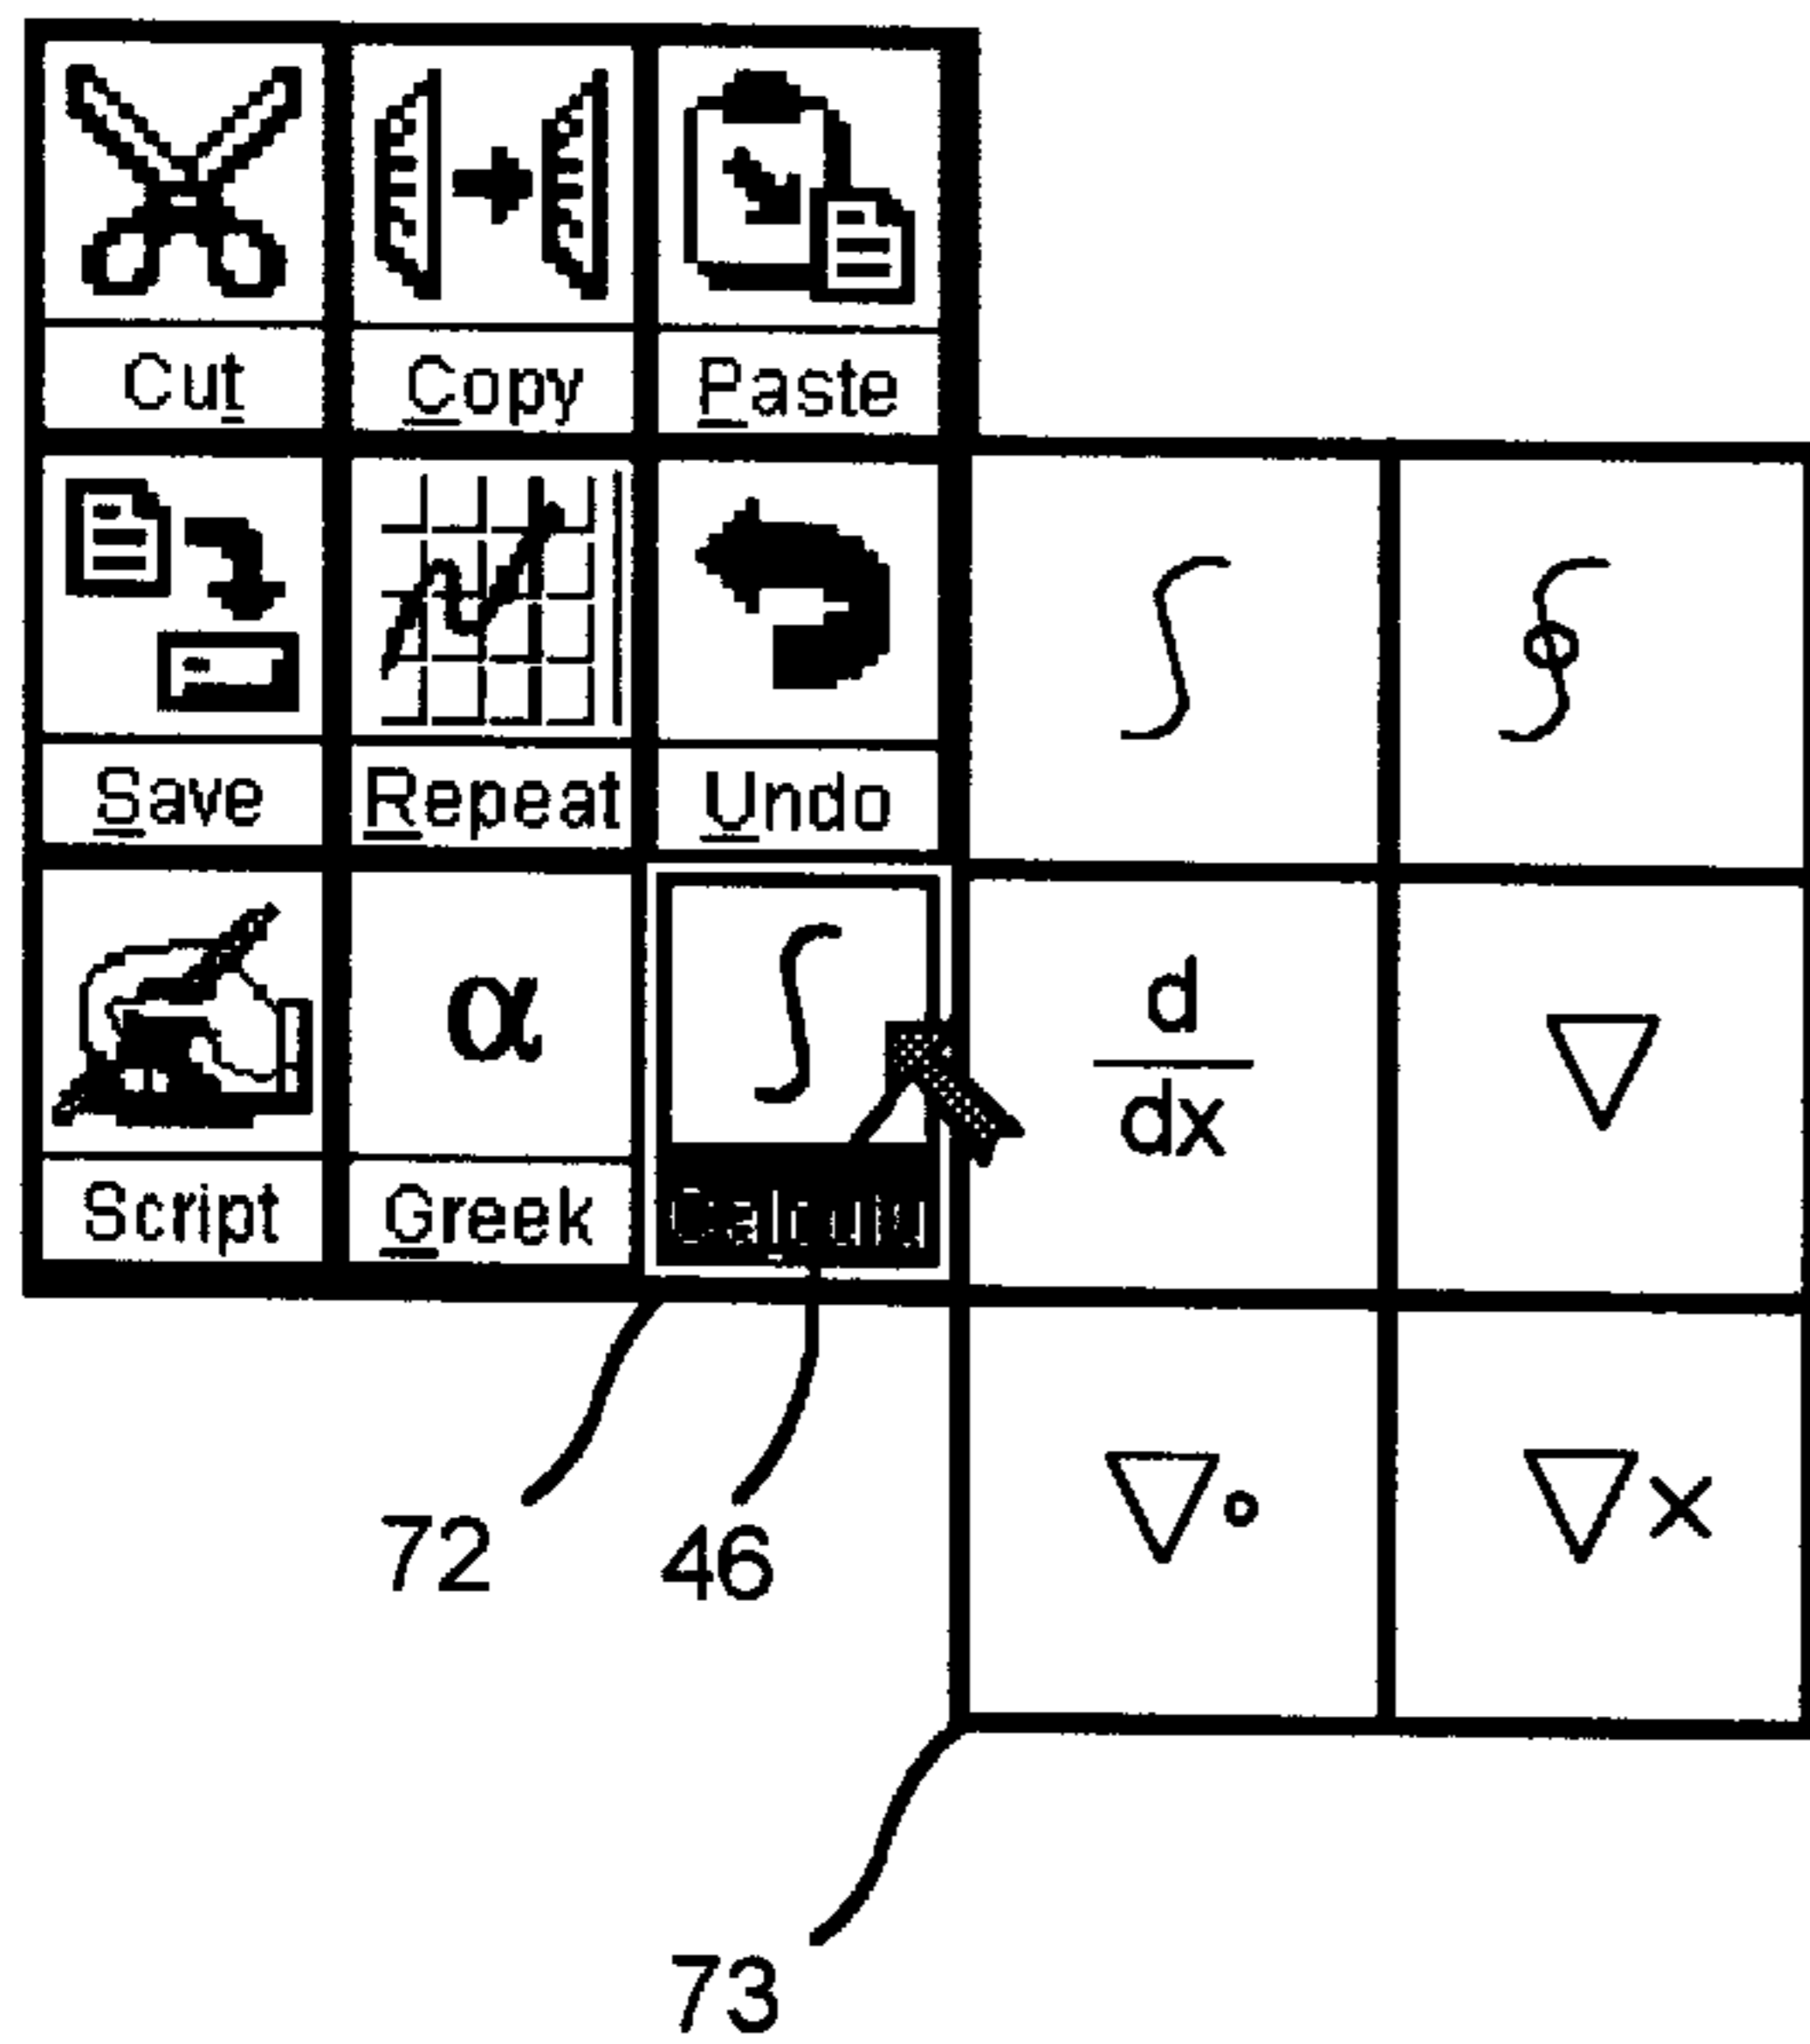 Cut Copy Paste
Save Repeat Undo
∫ ∮
Script α Greek ∫
d/dx ∇
∇∘ ∇×
72 46
73